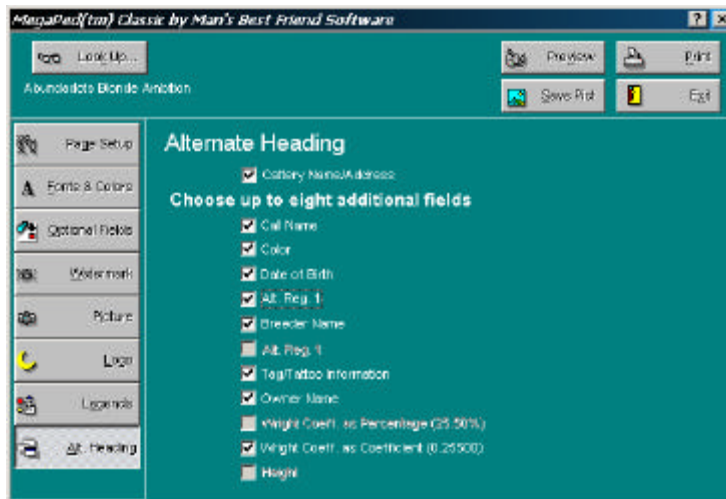 MegaPed(tm) Classic by Man's Best Friend Software
Look Up...
Preview
Print
Abundedate Blonde Ambition
Save Pict
Exit
Page Setup
Alternate Heading
Cattery Name/Address
Fonts & Colors
Choose up to eight additional fields
Call Name
Optional Fields
Color
Watermark
Date of Birth
Alt. Reg. 1
Picture
Breeder Name
Alt. Reg. 1
Logo
Tag/Tattoo Information
Owner Name
Legends
Wright Coeff. as Percentage (25.50%)
Alt. Heading
Wright Coeff. as Coefficient (0.25500)
Height